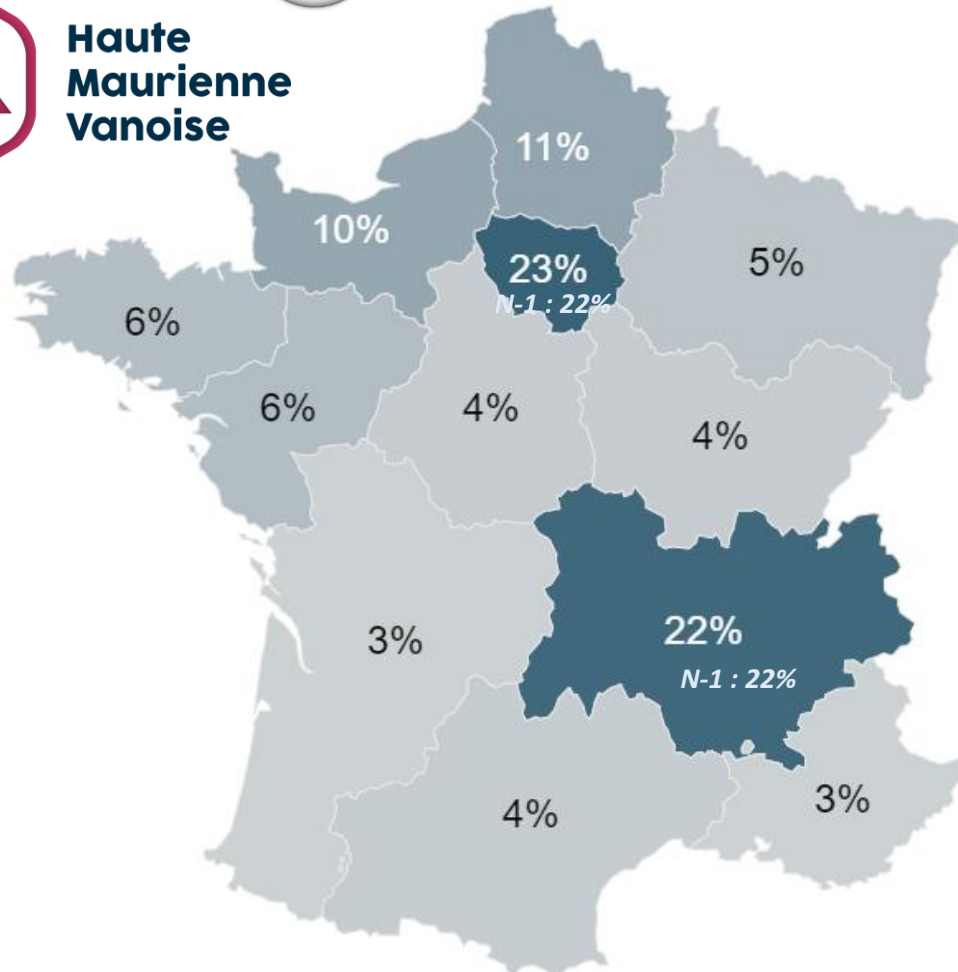 Haute
Maurienne
Vanoise
11%
10%
23%
N-1 : 22%
5%
6%
6%
4%
4%
22%
N-1 : 22%
3%
3%
4%